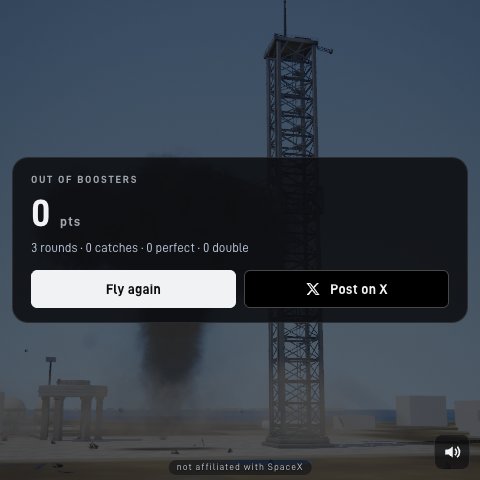 OUT OF BOOSTERS
0 pts
3 rounds · 0 catches · 0 perfect · 0 double
Fly again
Post on X
not affiliated with SpaceX